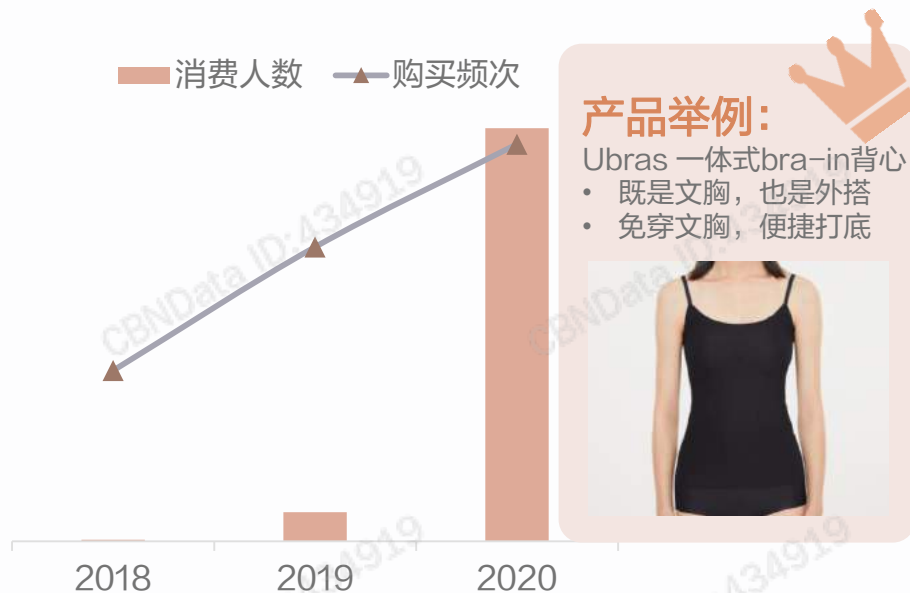 消费人数 购买频次
产品举例：
Ubras 一体式bra-in背心
• 既是文胸，也是外搭
• 免穿文胸，便捷打底
CBNData ID:434919
CBNData ID:434919
434919
434919
2018 2019 2020